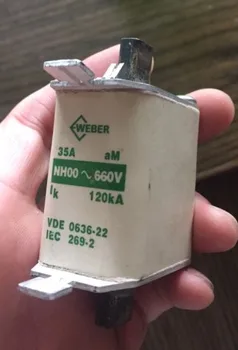 WEBER
35A aM
NH00 ~ 660V
Ik 120kA
VDE 0636-22
IEC 269-2